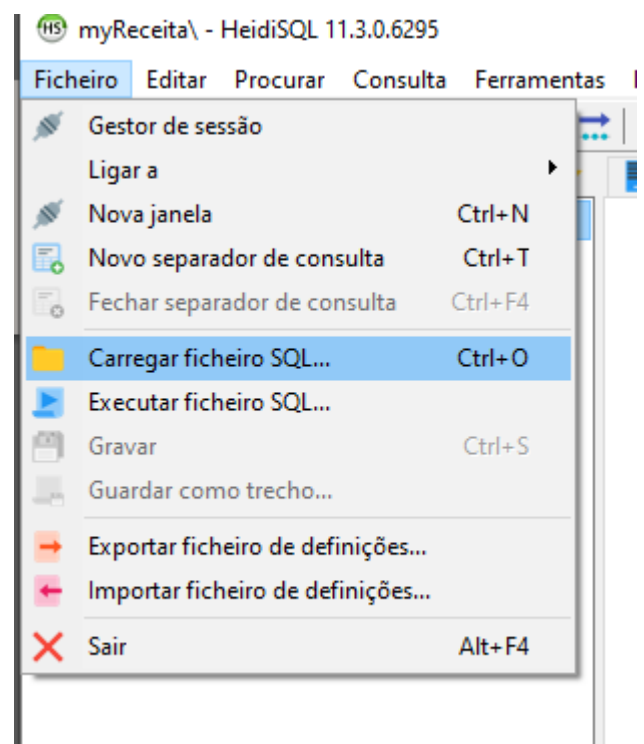 HS myReceita\ - HeidiSQL 11.3.0.6295
Ficheiro Editar Procurar Consulta Ferramentas
Gestor de sessão
Ligar a
Nova janela Ctrl+N
Novo separador de consulta Ctrl+T
Fechar separador de consulta Ctrl+F4
Carregar ficheiro SQL... Ctrl+O
Executar ficheiro SQL...
Gravar Ctrl+S
Guardar como trecho...
Exportar ficheiro de definições...
Importar ficheiro de definições...
Sair Alt+F4